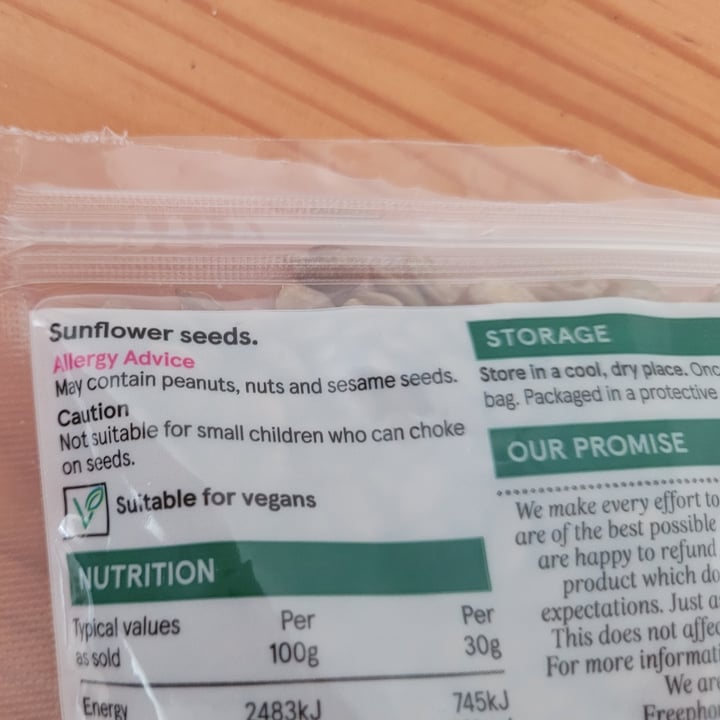 Sunflower seeds.
Allergy Advice
May contain peanuts, nuts and sesame seeds.
Caution
Not suitable for small children who can choke
on seeds.
Suitable for vegans
NUTRITION
Typical values
as sold
Per
100g
Per
30g
Energy
2483kJ
745kJ
STORAGE
Store in a cool, dry place.
bag. Packaged in a protective
OUR PROMISE
We make every effort to
are of the best possible
are happy to refund
product which
expectations. Just
This does not
For more
We are